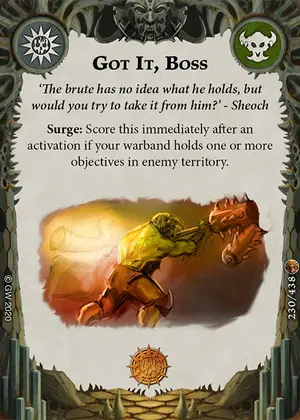 Got It, Boss
‘The brute has no idea what he holds, but
would you try to take it from him?’ - Sheoch
Surge: Score this immediately after an
activation if your warband holds one or more
objectives in enemy territory.
© GW 2020
230/438